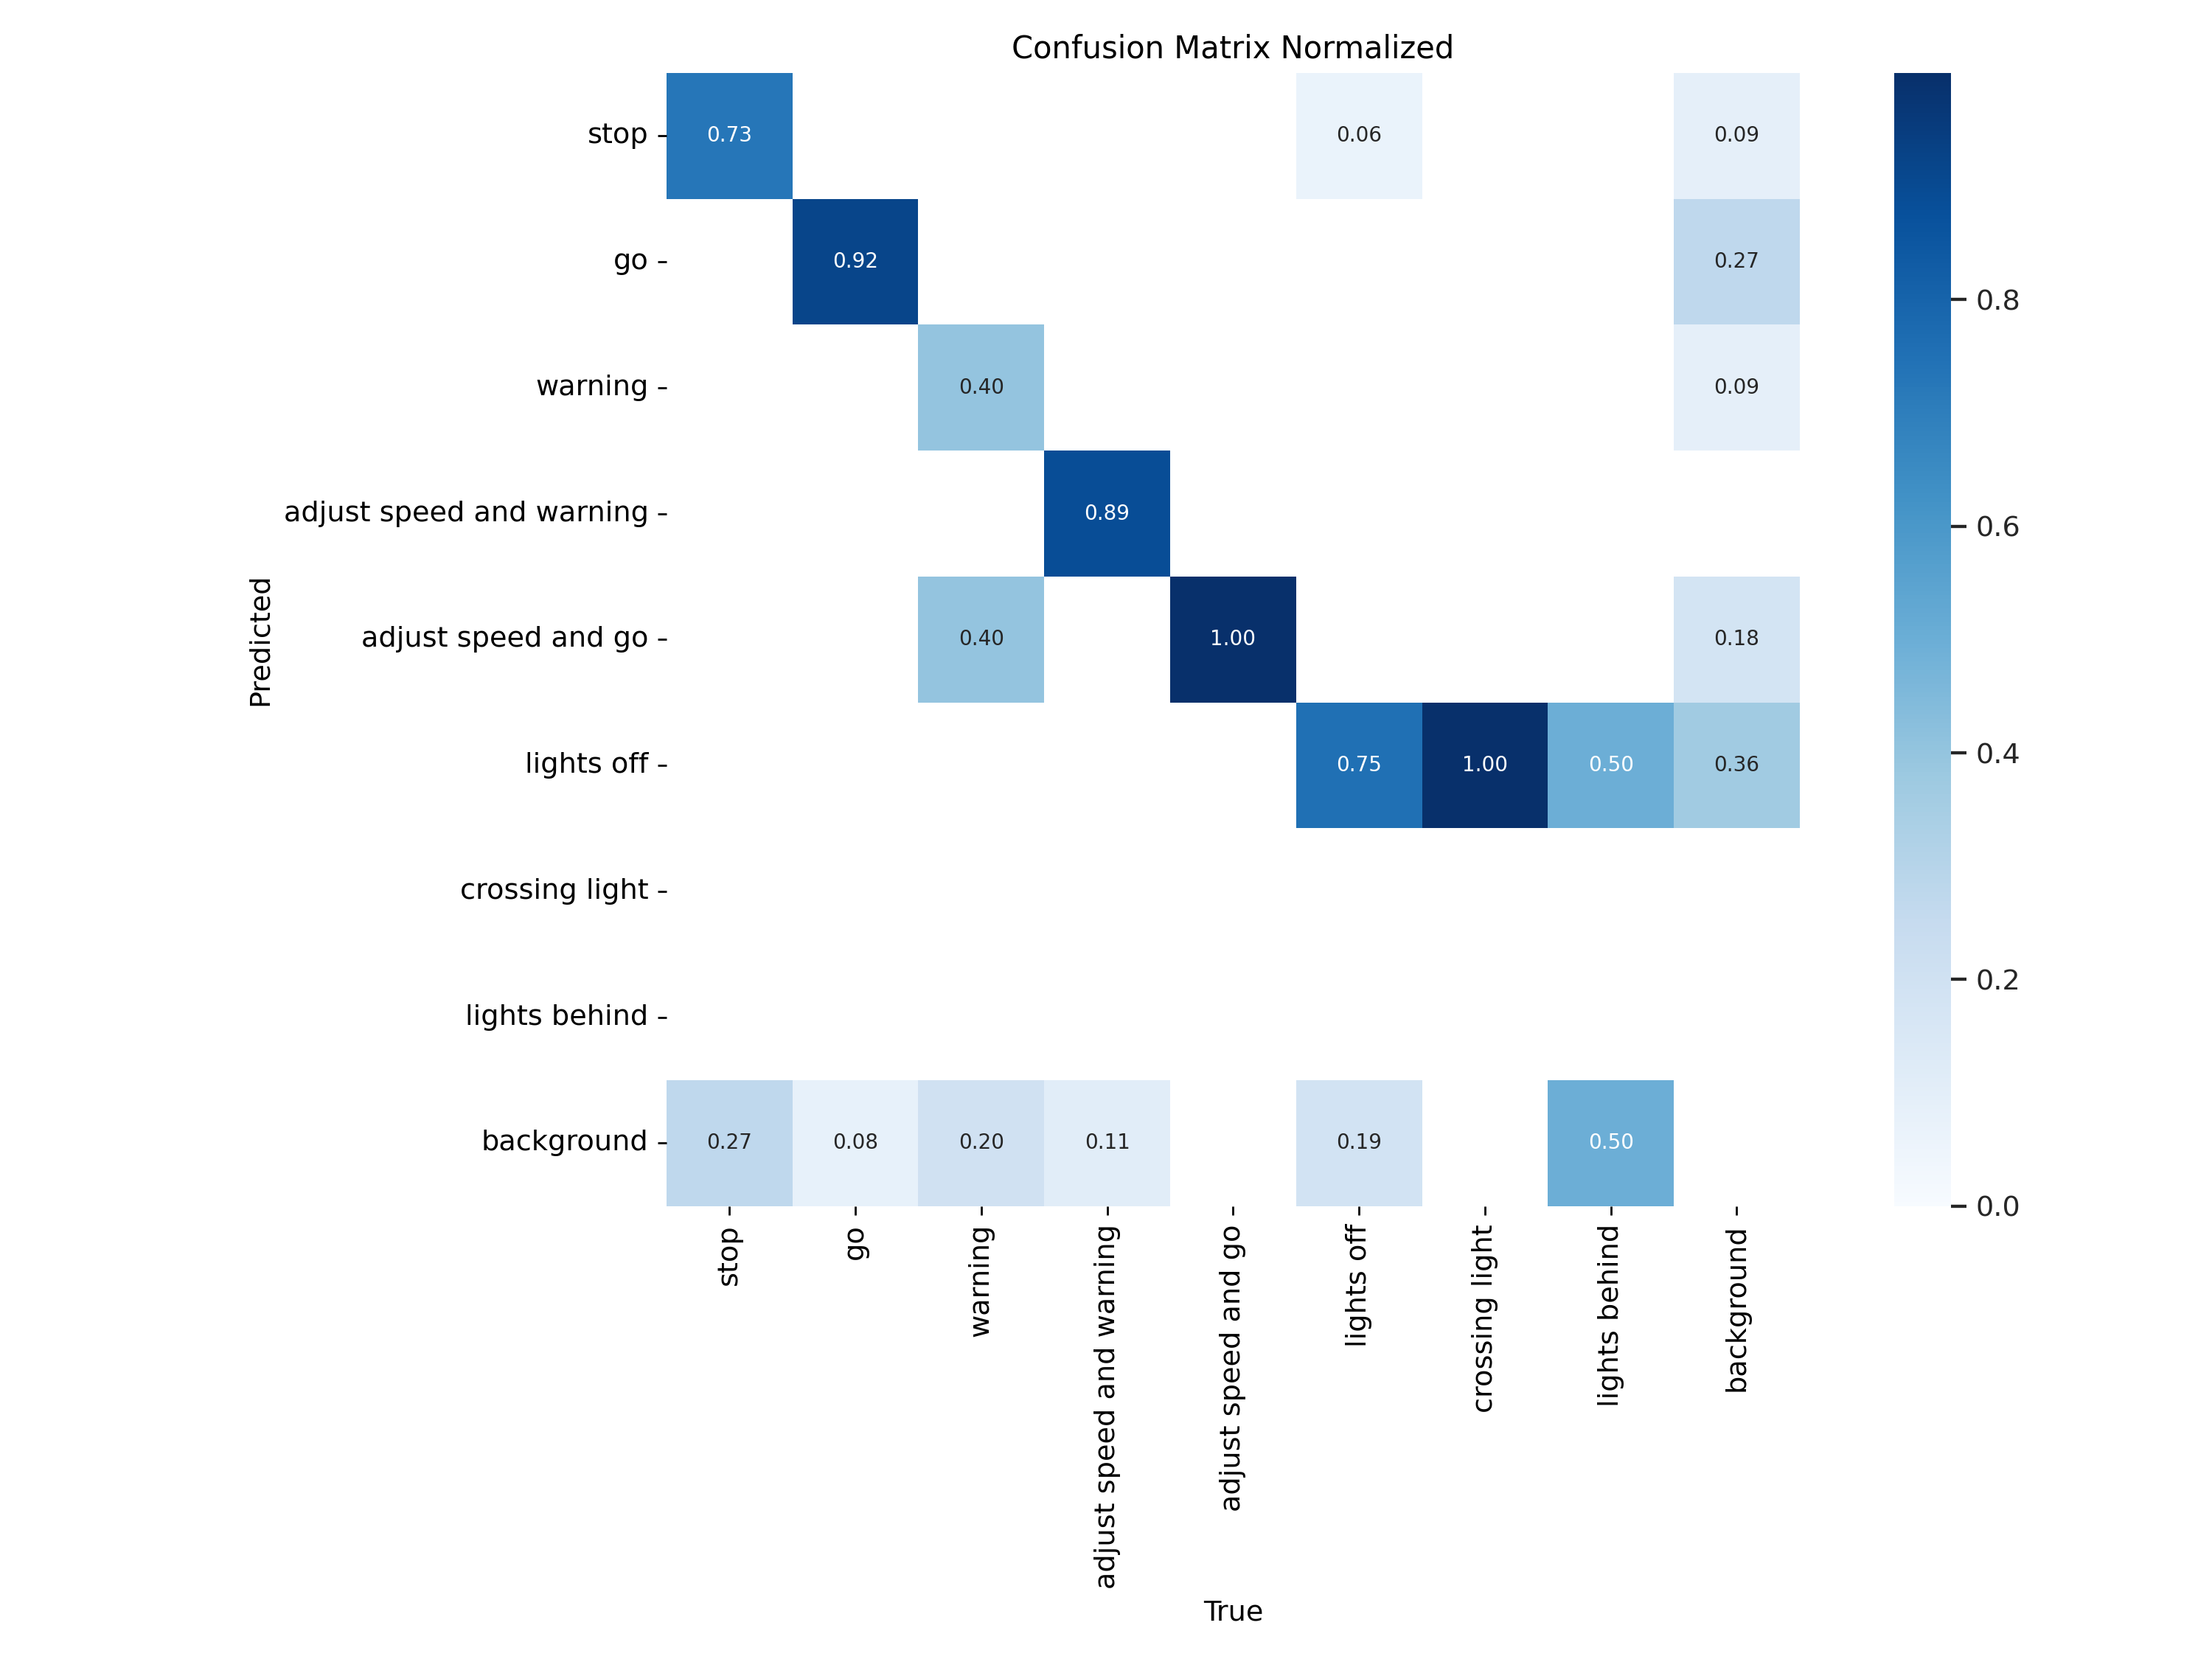 Confusion Matrix Normalized
stop 0.73 0.06 0.09
go 0.92 0.27
0.8
warning 0.40 0.09
adjust speed and warning 0.89
0.6
Predicted
adjust speed and go 0.40 1.00 0.18
lights off 0.75 1.00 0.50 0.36
0.4
crossing light
0.2
lights behind
background 0.27 0.08 0.20 0.11 0.19 0.50
0.0
stop
go
warning
adjust speed and warning
adjust speed and go
lights off
crossing light
lights behind
background
True